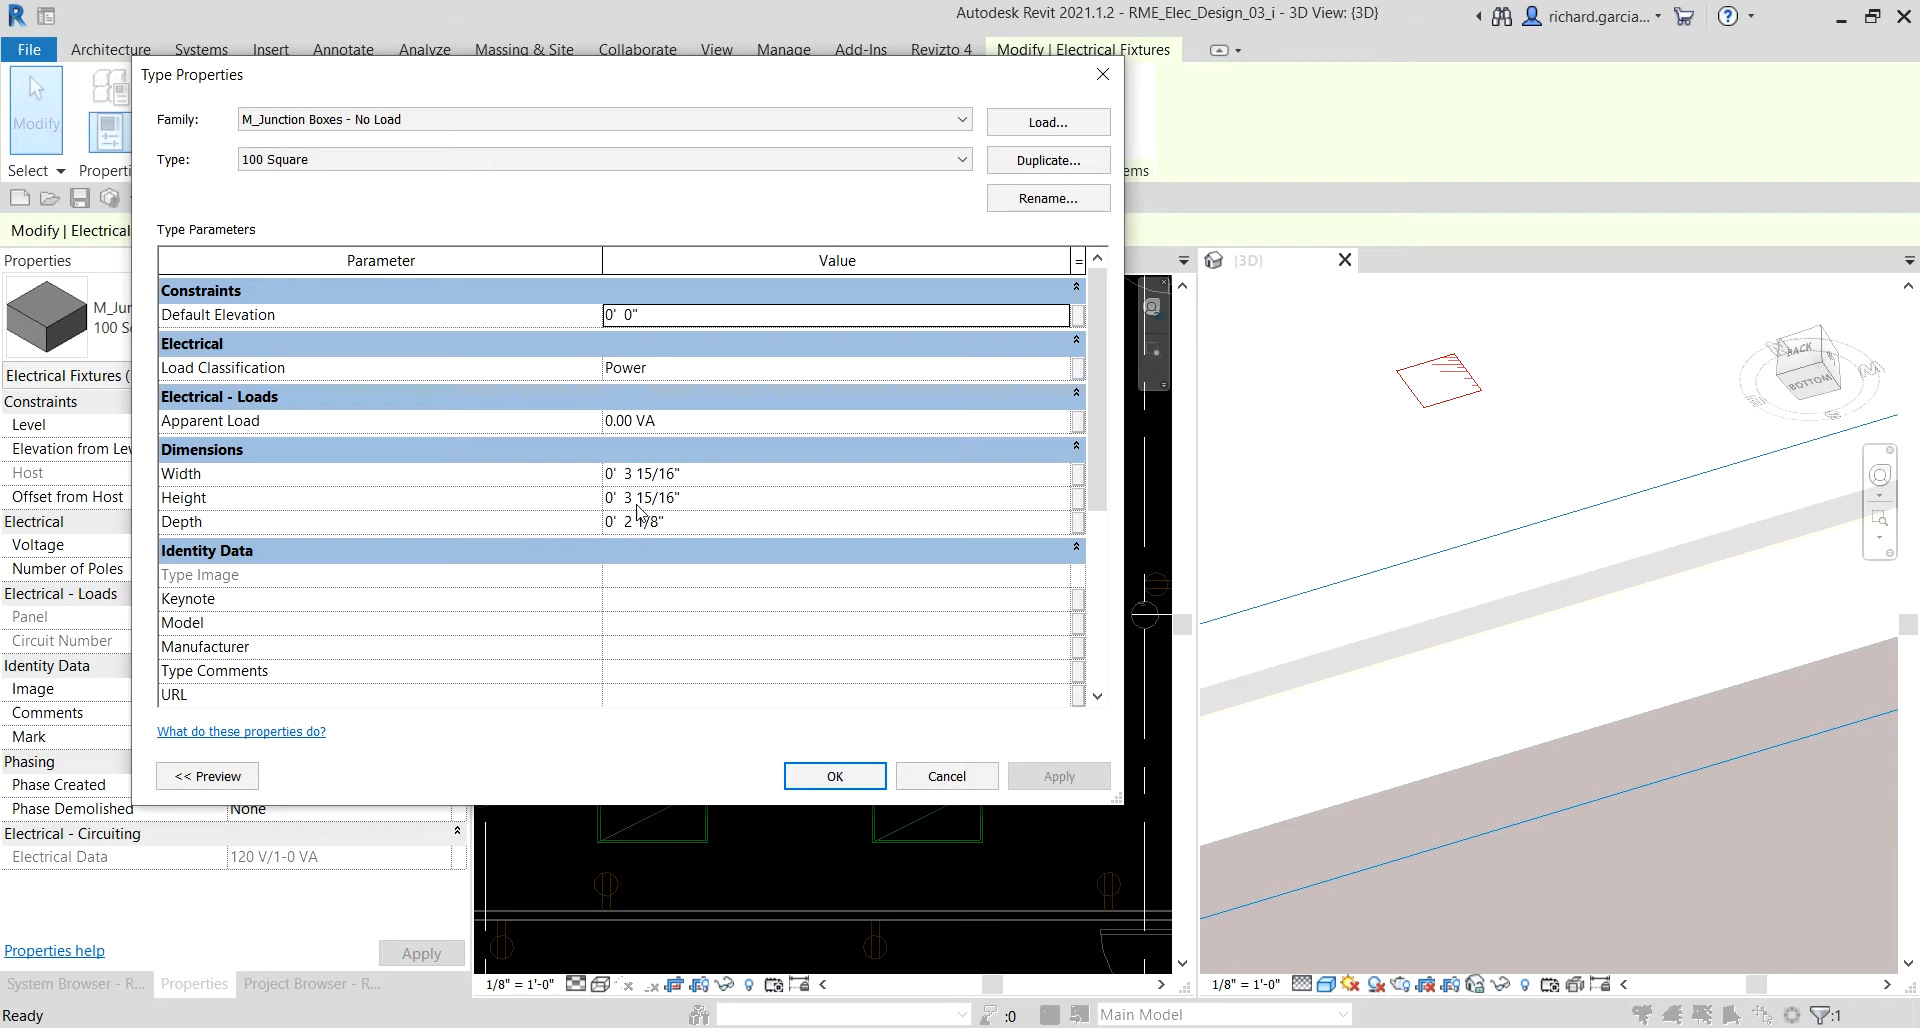 Autodesk Revit 2021.1.2 - RME_Elec_Design_03_i - 3D View: {3D}
richard.garcia...
File Architecture Systems Insert Annotate Analyze Massing & Site Collaborate View Manage Add-Ins Revizto 4 Modify | Electrical Fixtures
Type Properties
Modify
Select
Family:
M_Junction Boxes - No Load
Load...
Type:
100 Square
Duplicate...
Rename...
Modify | Electrical
Type Parameters
Properties
Parameter Value =
{3D}
Constraints
Default Elevation 0' 0"
Electrical
Load Classification Power
Electrical - Loads
Apparent Load 0.00 VA
Dimensions
Width 0' 3 15/16"
Height 0' 3 15/16"
Depth 0' 2 1/8"
Identity Data
Type Image
Keynote
Model
Manufacturer
Type Comments
URL
What do these properties do?
<< Preview
OK
Cancel
Apply
Electrical Fixtures (
Constraints
Level
Host
Offset from Host
Electrical
Voltage
Number of Poles
Electrical - Loads
Panel
Circuit Number
Identity Data
Image
Comments
Mark
Phasing
Phase Created
Phase Demolished None
Electrical - Circuiting
Electrical Data 120 V/1-0 VA
Properties help
Apply
System Browser - R... Properties Project Browser - R...
BACK
BOTTOM
1/8" = 1'-0"
1/8" = 1'-0"
Ready
:0
Main Model
:1